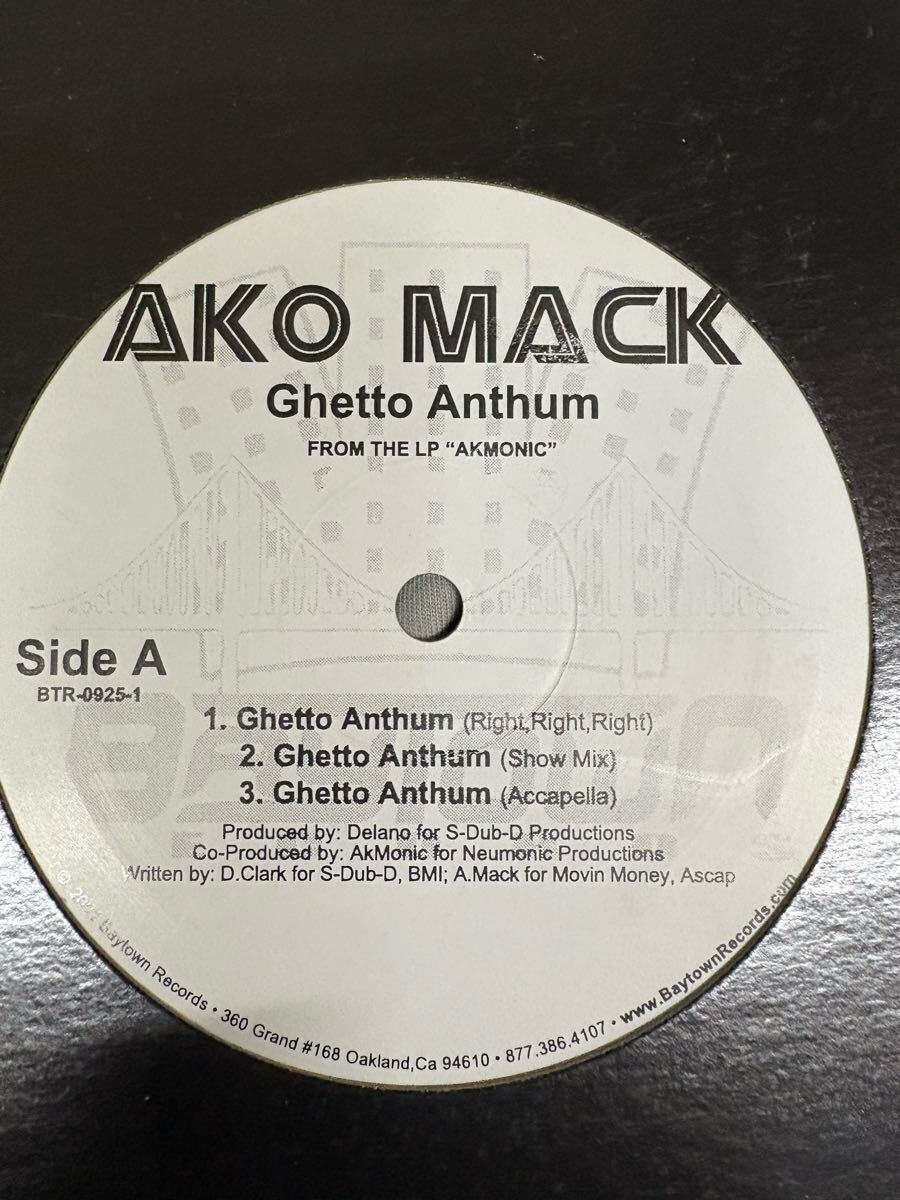 AKO MACK
Ghetto Anthum
FROM THE LP “AKMONIC”
Side A
BTR-0925-1
1. Ghetto Anthum (Right,Right,Right)
2. Ghetto Anthum (Show Mix)
3. Ghetto Anthum (Accapella)
Produced by: Delano for S-Dub-D Productions
Co-Produced by: AkMonic for Neumonic Productions
Written by: D.Clark for S-Dub-D, BMI; A.Mack for Movin Money, Ascap
© Baytown Records • 360 Grand #168 Oakland,Ca 94610 • 877.386.4107 • www.BaytownRecords.com
BAYTOWN